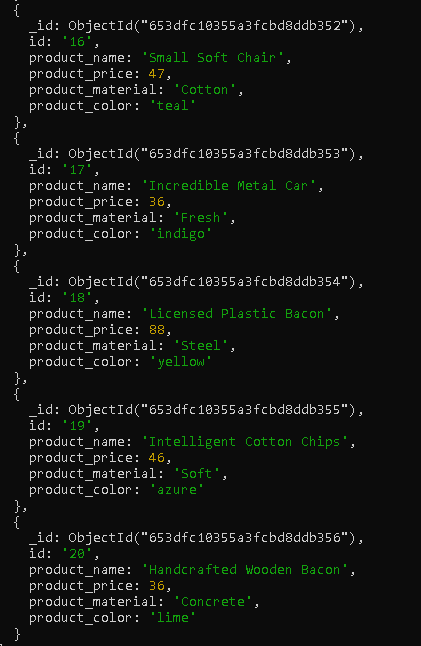 {
_id: ObjectId("653dfc10355a3fcbd8ddb352"),
id: '16',
product_name: 'Small Soft Chair',
product_price: 47,
product_material: 'Cotton',
product_color: 'teal'
},
{
_id: ObjectId("653dfc10355a3fcbd8ddb353"),
id: '17',
product_name: 'Incredible Metal Car',
product_price: 36,
product_material: 'Fresh',
product_color: 'indigo'
},
{
_id: ObjectId("653dfc10355a3fcbd8ddb354"),
id: '18',
product_name: 'Licensed Plastic Bacon',
product_price: 88,
product_material: 'Steel',
product_color: 'yellow'
},
{
_id: ObjectId("653dfc10355a3fcbd8ddb355"),
id: '19',
product_name: 'Intelligent Cotton Chips',
product_price: 46,
product_material: 'Soft',
product_color: 'azure'
},
{
_id: ObjectId("653dfc10355a3fcbd8ddb356"),
id: '20',
product_name: 'Handcrafted Wooden Bacon',
product_price: 36,
product_material: 'Concrete',
product_color: 'lime'
}